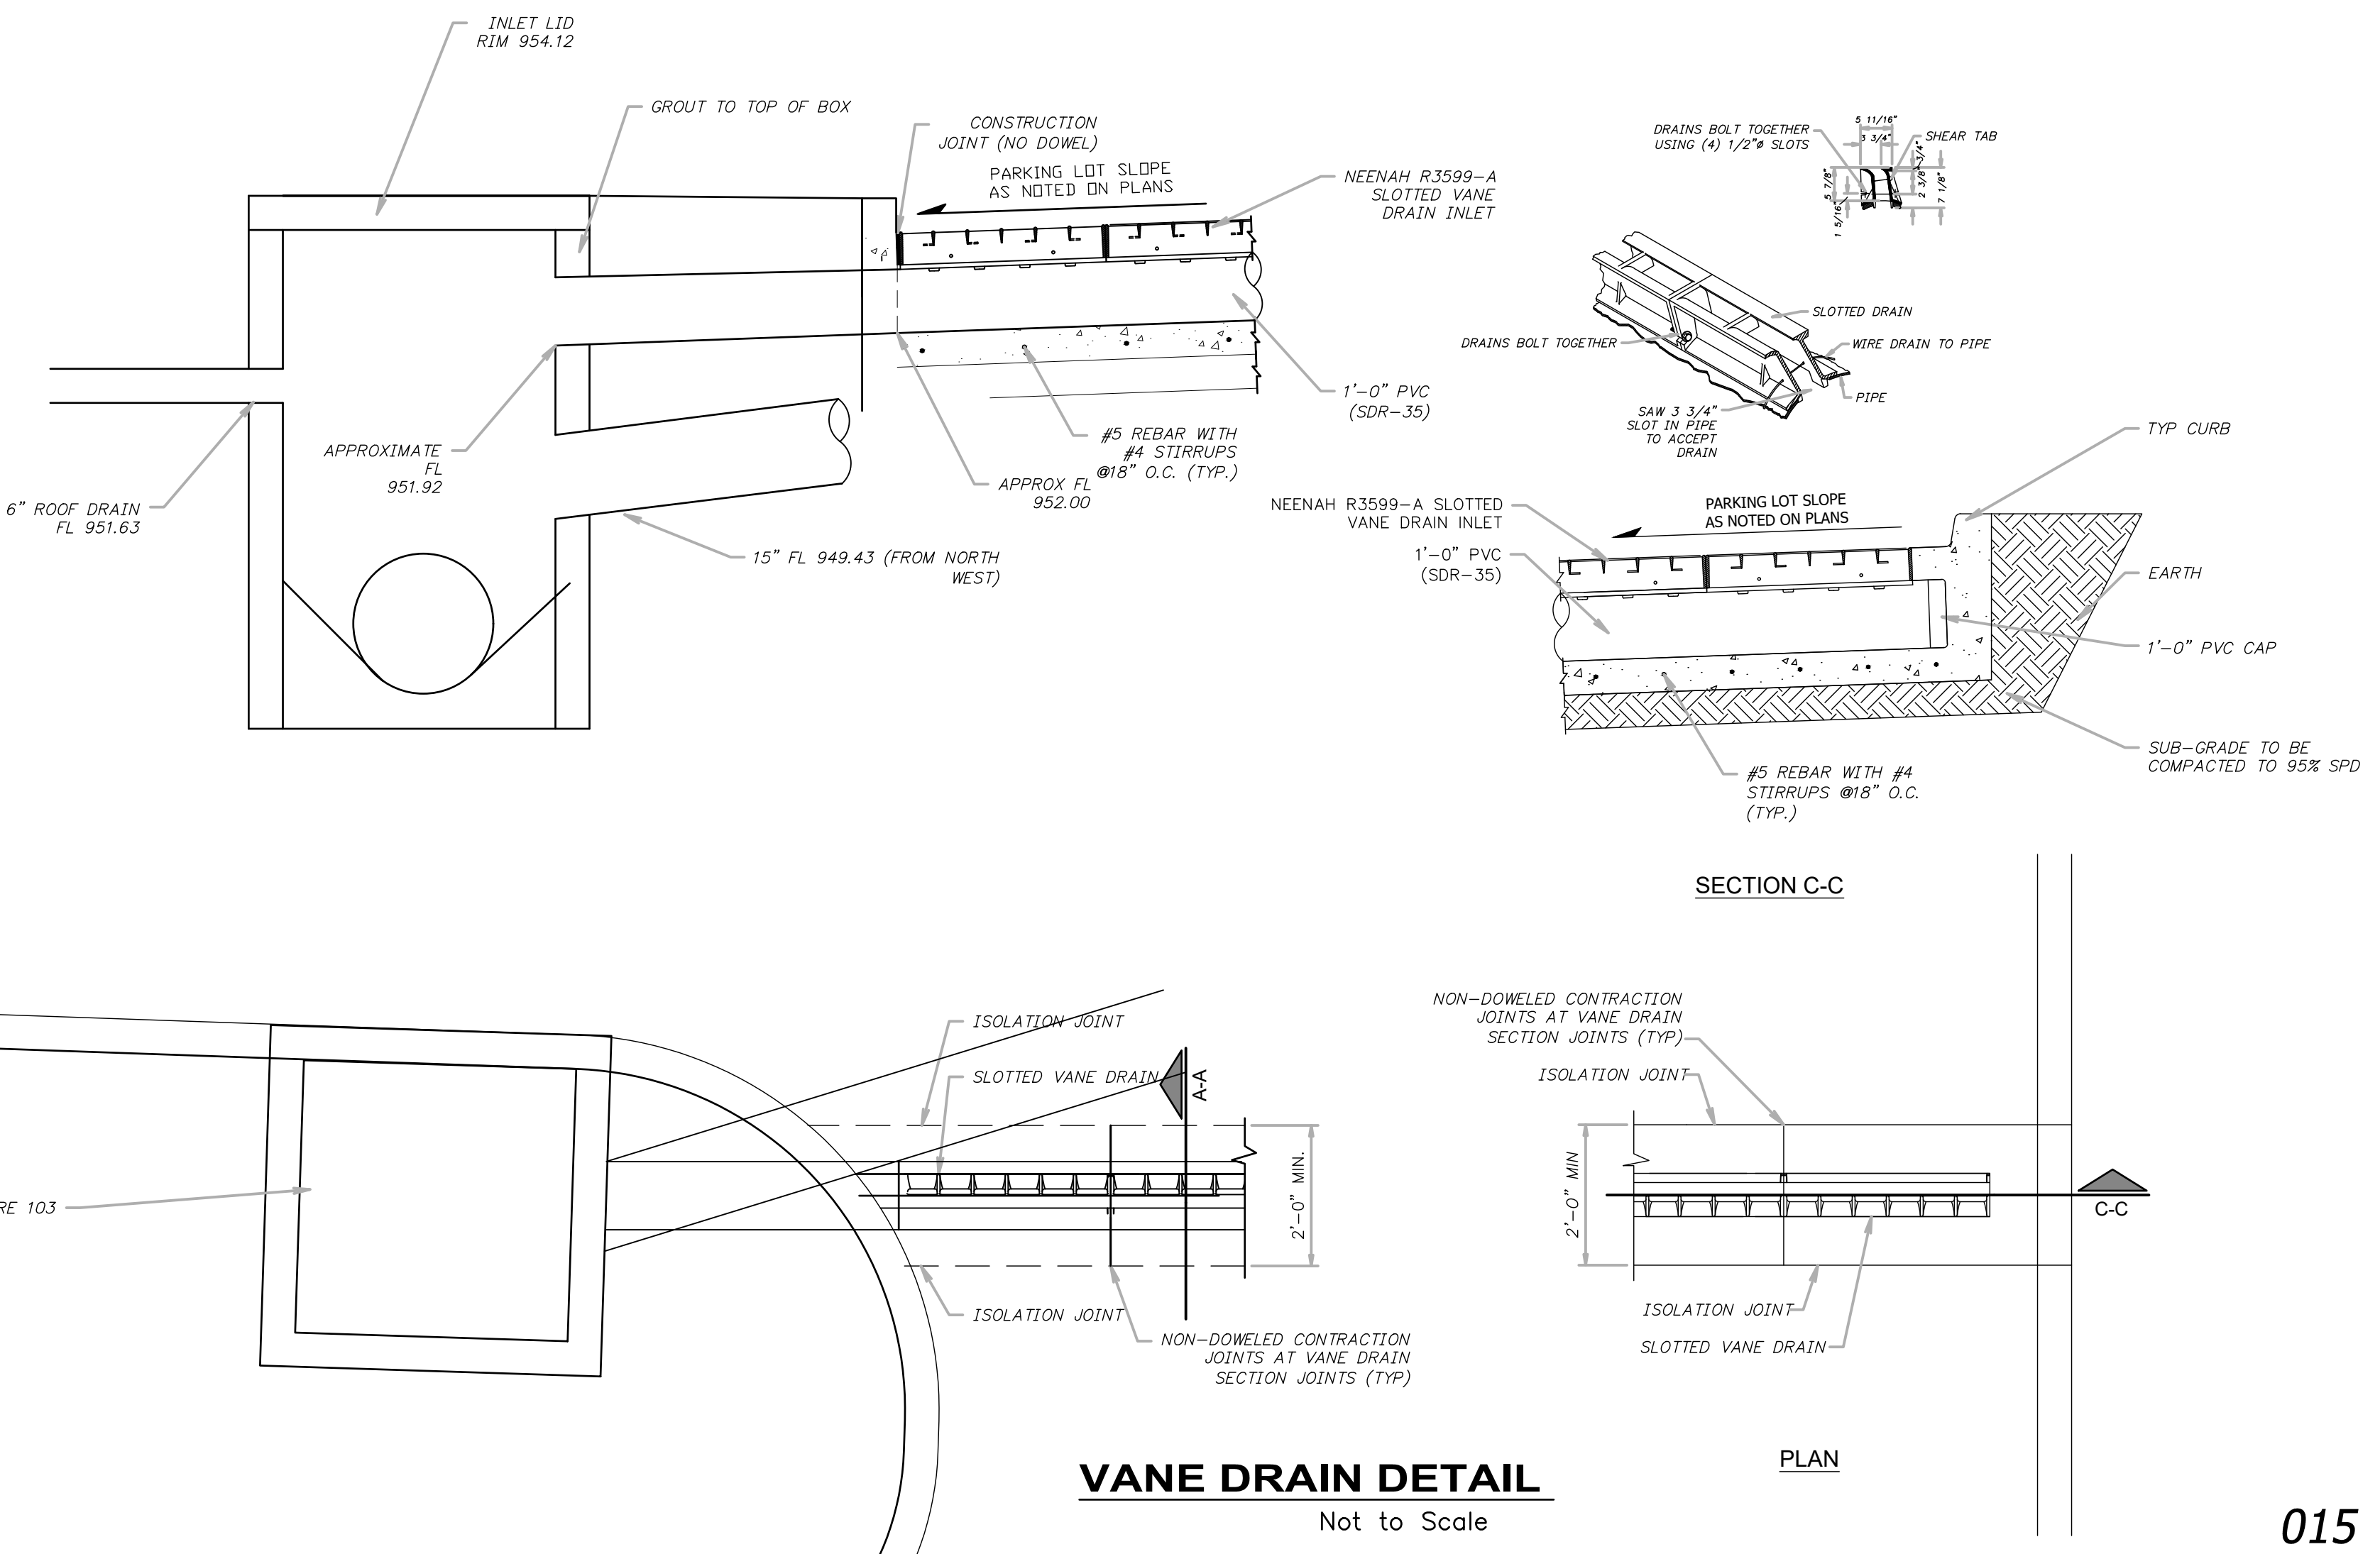 INLET LID
RIM 954.12
GROUT TO TOP OF BOX
CONSTRUCTION
JOINT (NO DOWEL)
PARKING LOT SLOPE
AS NOTED ON PLANS
NEENAH R3599-A
SLOTTED VANE
DRAIN INLET
1'-0" PVC
(SDR-35)
#5 REBAR WITH
#4 STIRRUPS
@18" O.C. (TYP.)
APPROX FL
952.00
APPROXIMATE
FL
951.92
6" ROOF DRAIN
FL 951.63
15" FL 949.43 (FROM NORTH
WEST)
DRAINS BOLT TOGETHER
USING (4) 1/2"ø SLOTS
5 11/16"
3 3/4"
SHEAR TAB
3/4"
2 3/8"
7 1/8"
5 7/8"
1 5/16"
SLOTTED DRAIN
DRAINS BOLT TOGETHER
WIRE DRAIN TO PIPE
PIPE
SAW 3 3/4"
SLOT IN PIPE
TO ACCEPT
DRAIN
TYP CURB
NEENAH R3599-A SLOTTED
VANE DRAIN INLET
PARKING LOT SLOPE
AS NOTED ON PLANS
1'-0" PVC
(SDR-35)
EARTH
1'-0" PVC CAP
SUB-GRADE TO BE
COMPACTED TO 95% SPD
#5 REBAR WITH #4
STIRRUPS @18" O.C.
(TYP.)
SECTION C-C
ISOLATION JOINT
SLOTTED VANE DRAIN
A-A
2'-0" MIN.
RE 103
ISOLATION JOINT
NON-DOWELED CONTRACTION
JOINTS AT VANE DRAIN
SECTION JOINTS (TYP)
NON-DOWELED CONTRACTION
JOINTS AT VANE DRAIN
SECTION JOINTS (TYP)
ISOLATION JOINT
2'-0" MIN
C-C
ISOLATION JOINT
SLOTTED VANE DRAIN
PLAN
VANE DRAIN DETAIL
Not to Scale
015